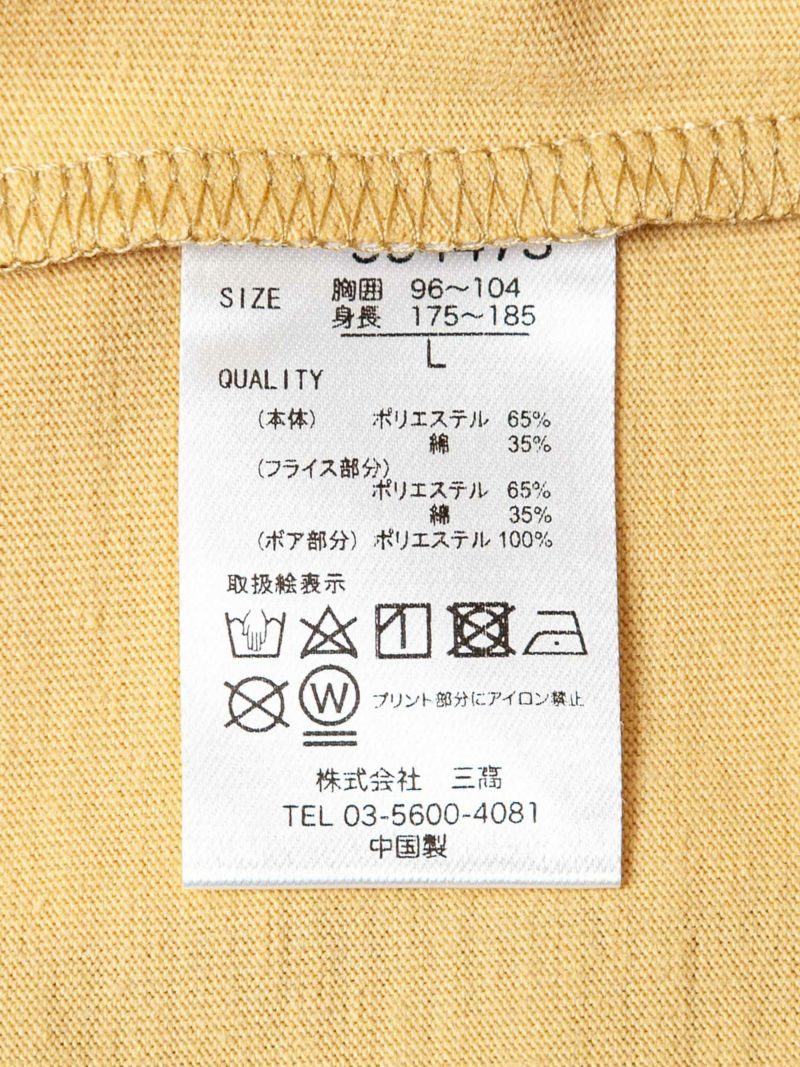 SIZE 胸囲 96～104
身長 175～185
L
QUALITY
(本体) ポリエステル 65%
綿 35%
(フライス部分)
ポリエステル 65%
綿 35%
(ボア部分) ポリエステル 100%
取扱絵表示
W プリント部分にアイロン禁止
株式会社 三高
TEL 03-5600-4081
中国製